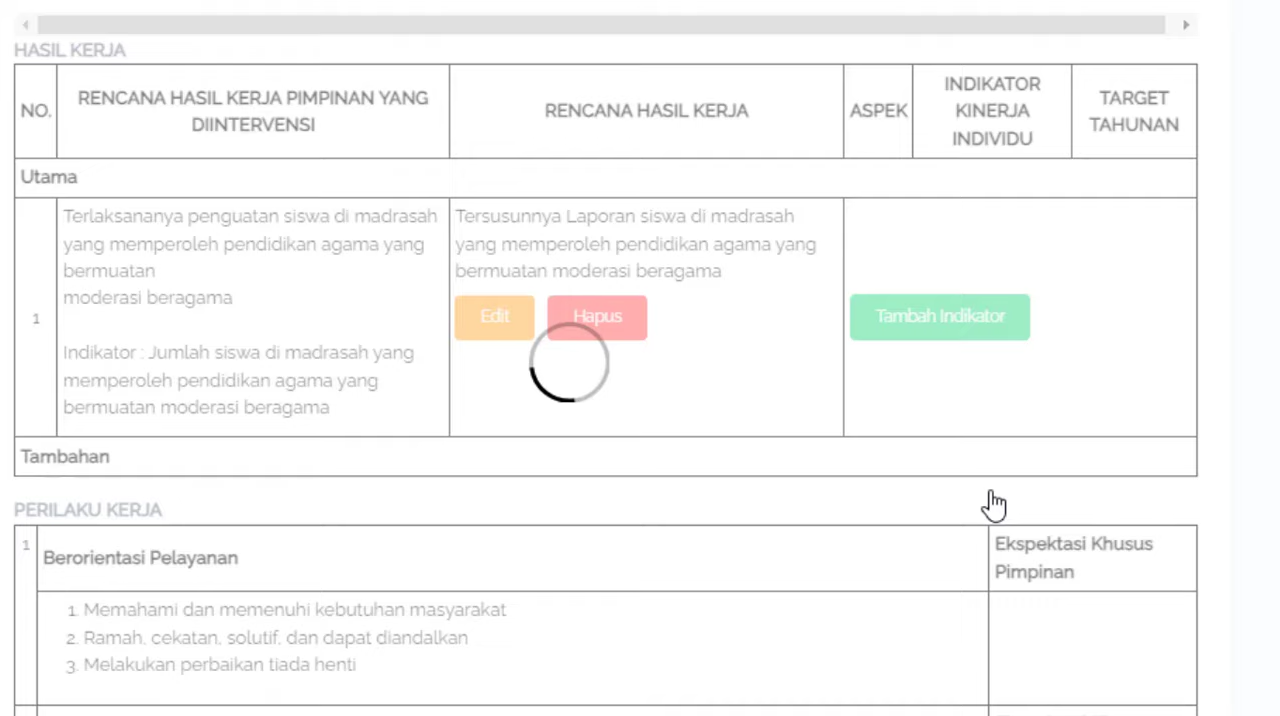 HASIL KERJA
NO.
RENCANA HASIL KERJA PIMPINAN YANG
DIINTERVENSI
RENCANA HASIL KERJA
ASPEK
INDIKATOR
KINERJA
INDIVIDU
TARGET
TAHUNAN
Utama
1
Terlaksananya penguatan siswa di madrasah
yang memperoleh pendidikan agama yang
bermuatan
moderasi beragama
Indikator : Jumlah siswa di madrasah yang
memperoleh pendidikan agama yang
bermuatan moderasi beragama
Tersusunnya Laporan siswa di madrasah
yang memperoleh pendidikan agama yang
bermuatan moderasi beragama
Edit
Hapus
Tambah Indikator
Tambahan
PERILAKU KERJA
1
Berorientasi Pelayanan
Ekspektasi Khusus
Pimpinan
1. Memahami dan memenuhi kebutuhan masyarakat
2. Ramah, cekatan, solutif, dan dapat diandalkan
3. Melakukan perbaikan tiada henti